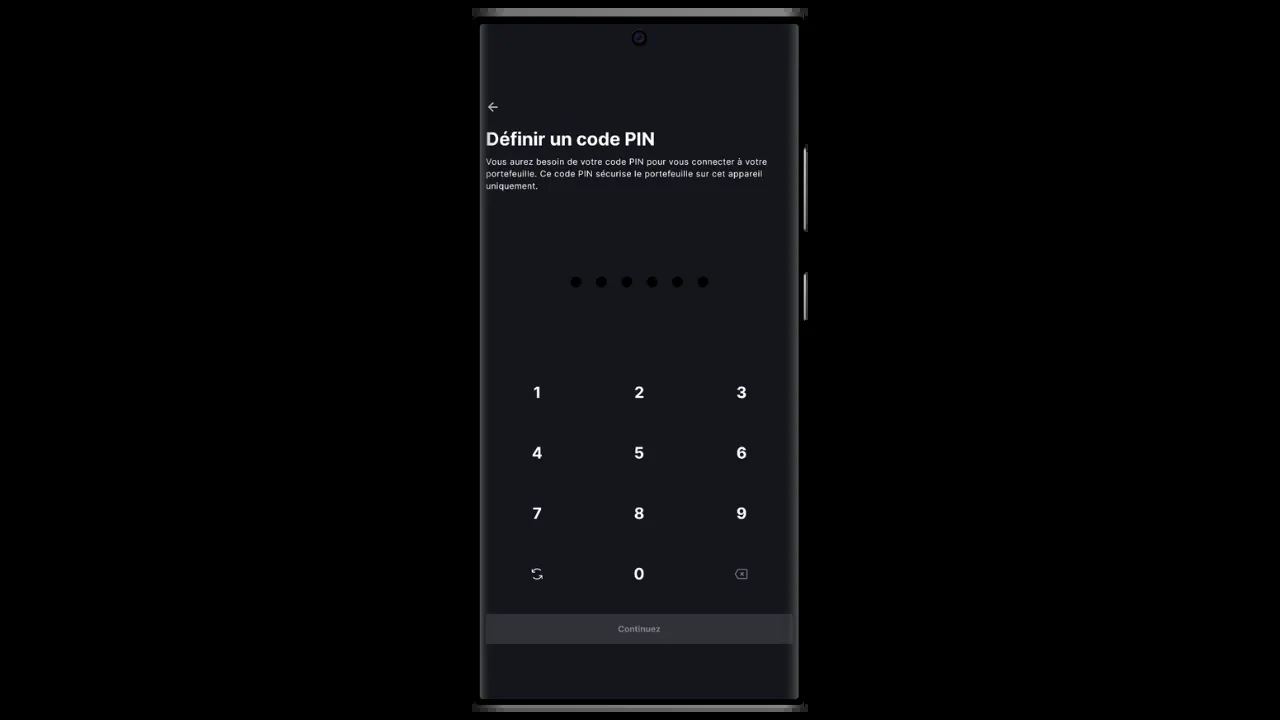 Définir un code PIN
Vous aurez besoin de votre code PIN pour vous connecter à votre
portefeuille. Ce code PIN sécurise le portefeuille sur cet appareil
uniquement.
1 2 3
4 5 6
7 8 9
0
Continuez